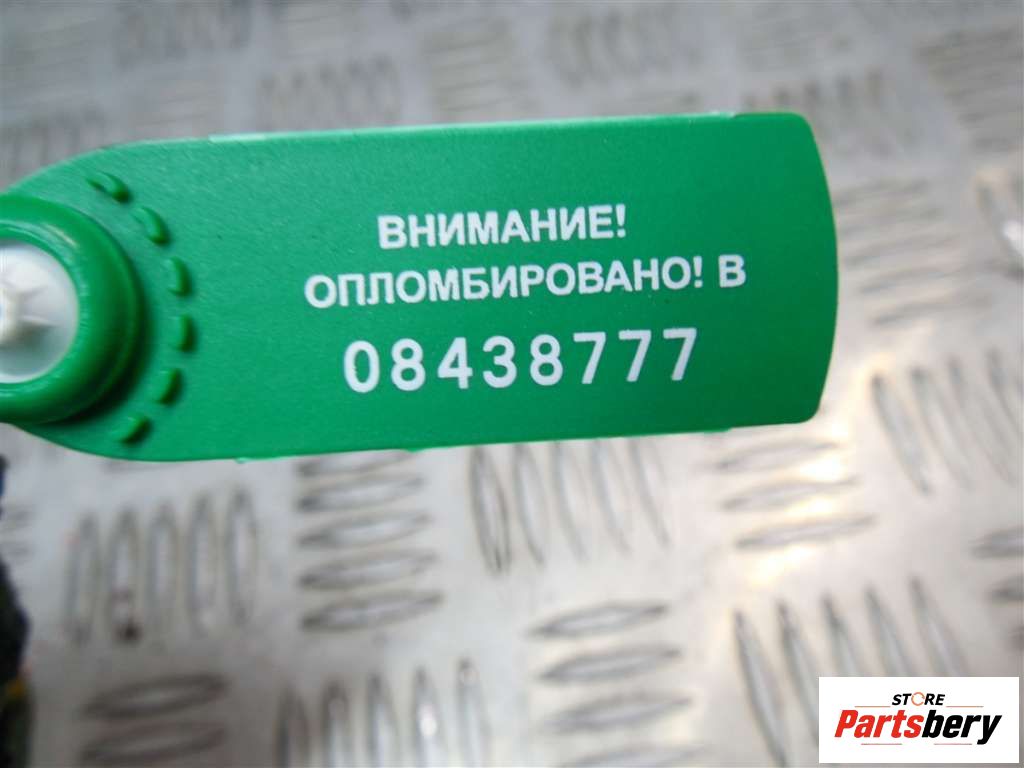 ВНИМАНИЕ!
ОПЛОМБИРОВАНО! В
08438777
STORE
Partsbery